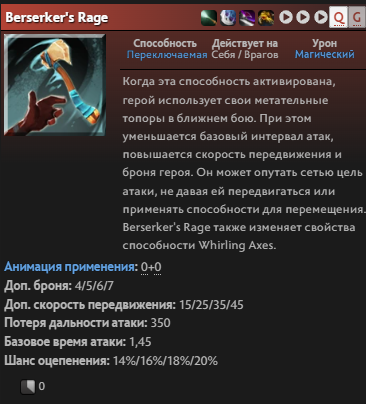 Berserker's Rage
Q G
Способность Действует на Урон
Переключаемая Себя / Врагов Магический
Когда эта способность активирована,
герой использует свои метательные
топоры в ближнем бою. При этом
уменьшается базовый интервал атак,
повышается скорость передвижения и
броня героя. Он может опутать сетью цель
атаки, не давая ей передвигаться или
применять способности для перемещения.
Berserker's Rage также изменяет свойства
способности Whirling Axes.
Анимация применения: 0+0
Доп. броня: 4/5/6/7
Доп. скорость передвижения: 15/25/35/45
Потеря дальности атаки: 350
Базовое время атаки: 1,45
Шанс оцепенения: 14%/16%/18%/20%
0